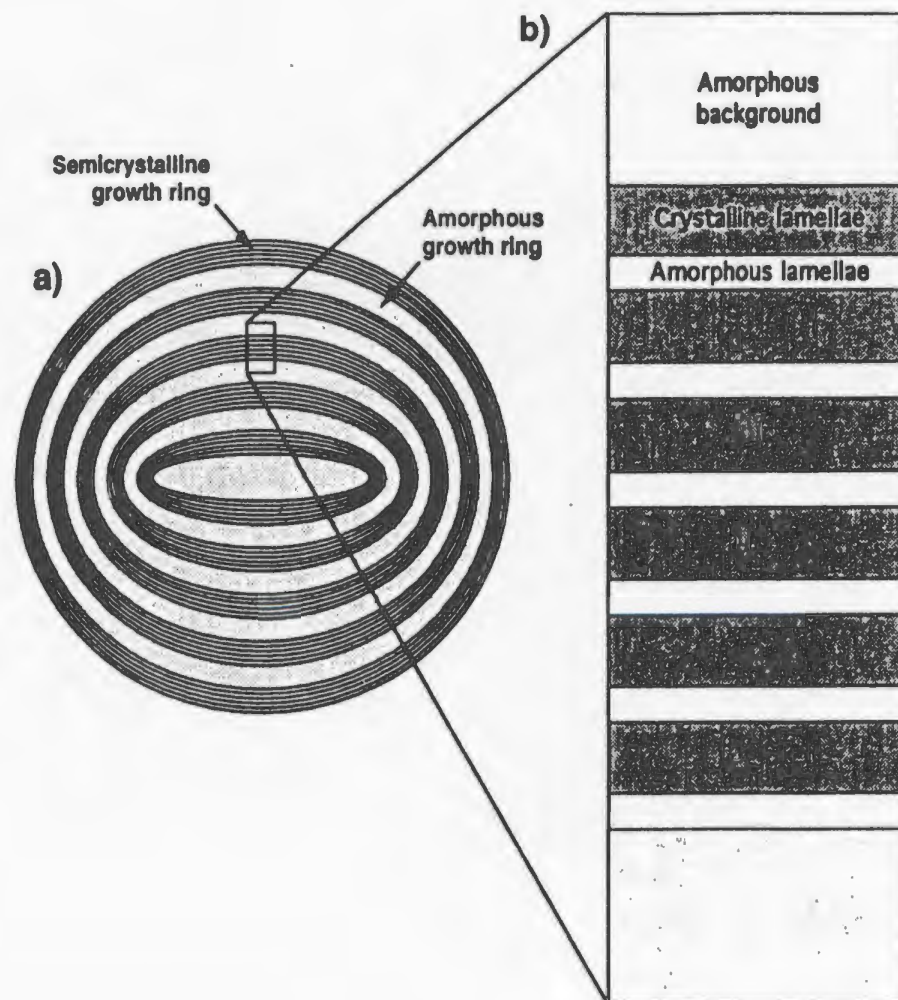 b)
Amorphous
background
Semicrystalline
growth ring
Crystalline lamellae
Amorphous
growth ring
Amorphous lamellae
a)